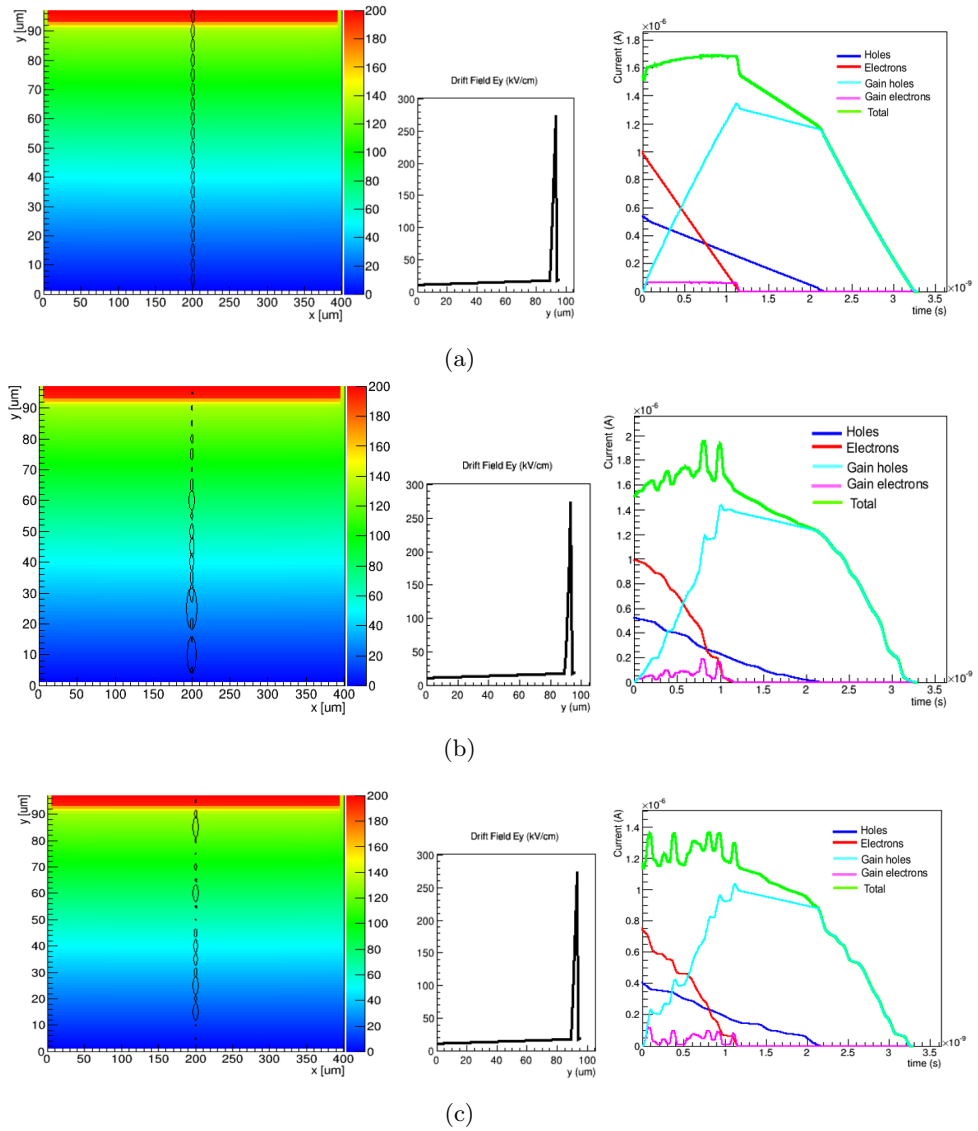 y [um]
90
80
70
60
50
40
30
20
10
0
0 50 100 150 200 250 300 350 400
x [um]
200
180
160
140
120
100
80
60
40
20
0
Drift Field Ey (kV/cm)
300
250
200
150
100
50
0
0 20 40 60 80 100
y (um)
×10⁻⁶
Current (A)
1.8
1.6
1.4
1.2
1
0.8
0.6
0.4
0.2
0
0 0.5 1 1.5 2 2.5 3 3.5
×10⁻⁹
time (s)
Holes
Electrons
Gain holes
Gain electrons
Total
(a)
y [um]
90
80
70
60
50
40
30
20
10
0
0 50 100 150 200 250 300 350 400
x [um]
200
180
160
140
120
100
80
60
40
20
0
Drift Field Ey (kV/cm)
300
250
200
150
100
50
0
0 20 40 60 80 100
y (um)
×10⁻⁶
Current (A)
2
1.8
1.6
1.4
1.2
1
0.8
0.6
0.4
0.2
0
0 0.5 1 1.5 2 2.5 3 3.5
×10⁻⁹
time (s)
Holes
Electrons
Gain holes
Gain electrons
Total
(b)
y [um]
90
80
70
60
50
40
30
20
10
0
0 50 100 150 200 250 300 350 400
x [um]
200
180
160
140
120
100
80
60
40
20
0
Drift Field Ey (kV/cm)
300
250
200
150
100
50
0
0 20 40 60 80 100
y (um)
×10⁻⁶
Current (A)
1.4
1.2
1
0.8
0.6
0.4
0.2
0
0 0.5 1 1.5 2 2.5 3 3.5
×10⁻⁹
time (s)
Holes
Electrons
Gain holes
Gain electrons
Total
(c)